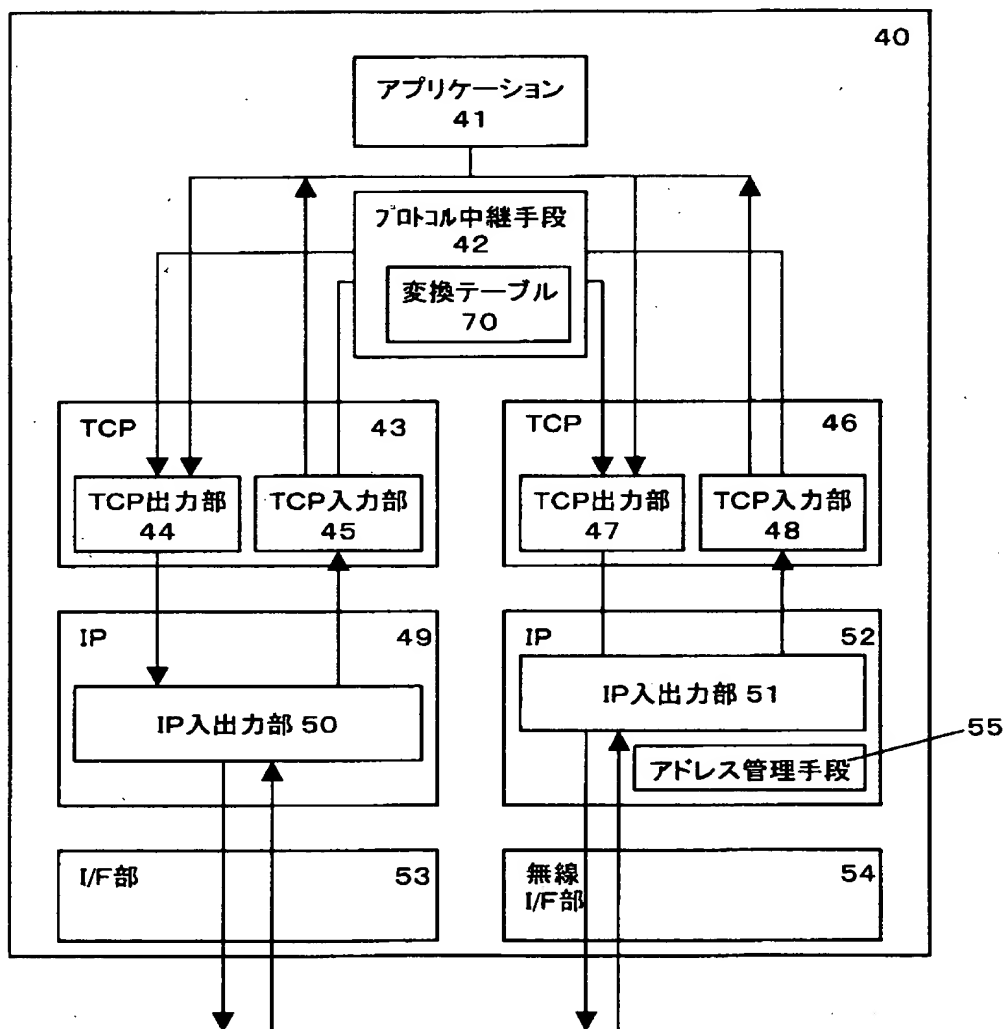 40
アプリケーション
41
プロトコル中継手段
42
変換テーブル
70
TCP 43
TCP出力部
44
TCP入力部
45
TCP 46
TCP出力部
47
TCP入力部
48
IP 49
IP入出力部 50
IP 52
IP入出力部 51
アドレス管理手段
55
I/F部 53
無線 54
I/F部